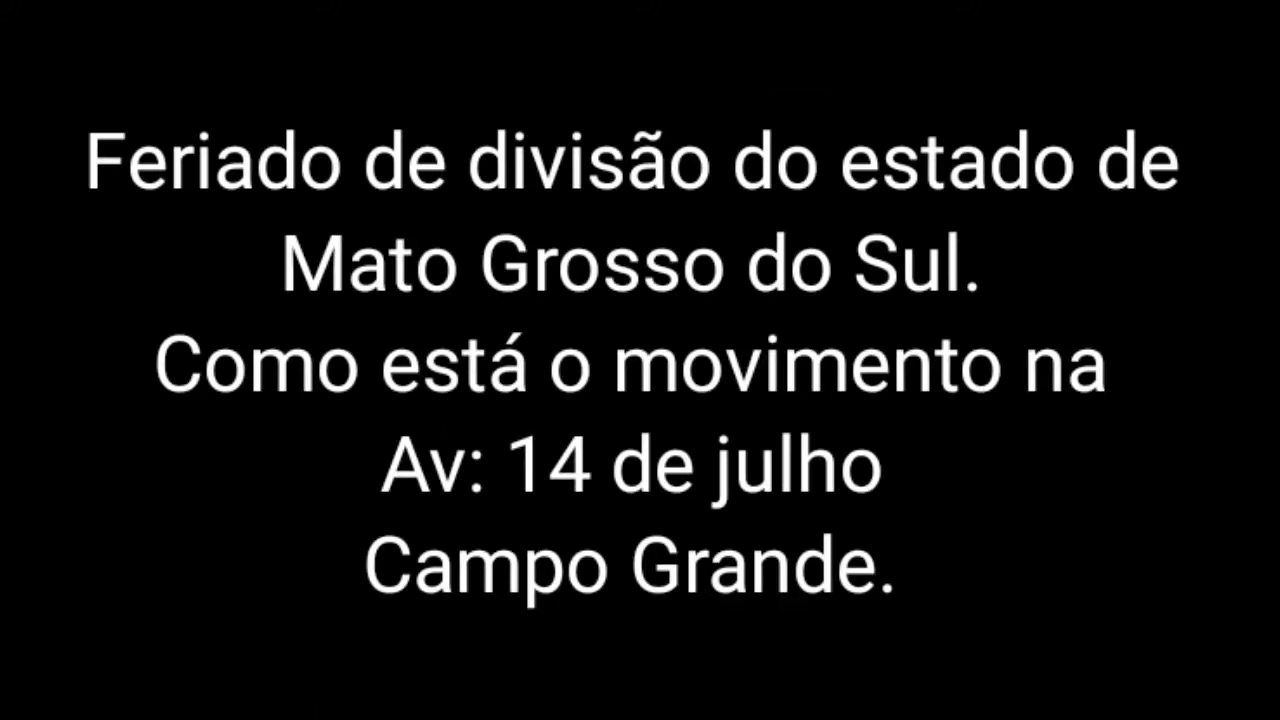 Feriado de divisão do estado de
Mato Grosso do Sul.
Como está o movimento na
Av: 14 de julho
Campo Grande.